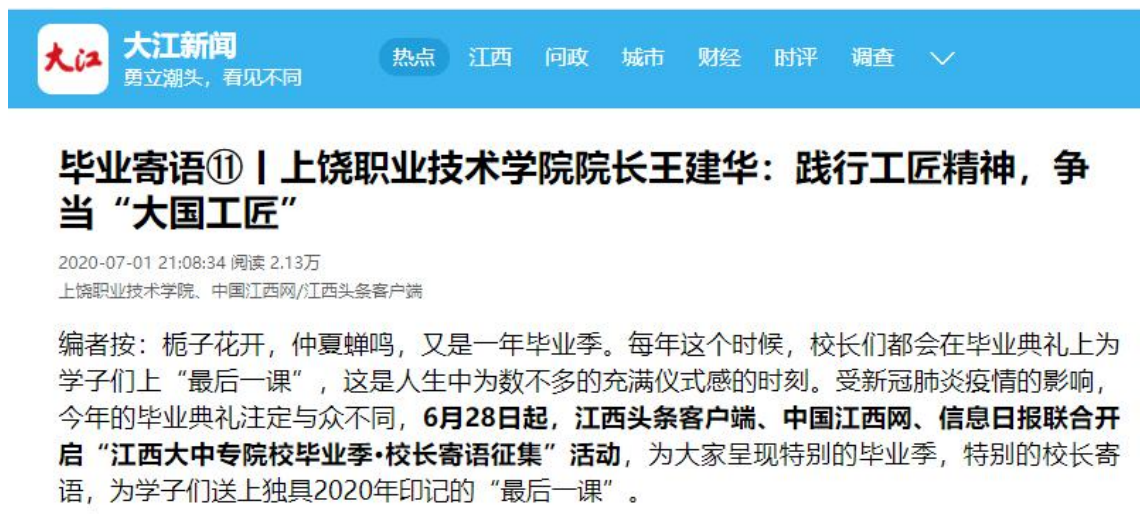 大江
大江新闻
勇立潮头，看见不同
热点 江西 问政 城市 财经 时评 调查
毕业寄语⑪丨上饶职业技术学院院长王建华：践行工匠精神，争
当“大国工匠”
2020-07-01 21:08:34 阅读 2.13万
上饶职业技术学院、中国江西网/江西头条客户端
编者按：栀子花开，仲夏蝉鸣，又是一年毕业季。每年这个时候，校长们都会在毕业典礼上为
学子们上“最后一课”，这是人生中为数不多的充满仪式感的时刻。受新冠肺炎疫情的影响，
今年的毕业典礼注定与众不同，6月28日起，江西头条客户端、中国江西网、信息日报联合开
启“江西大中专院校毕业季•校长寄语征集”活动，为大家呈现特别的毕业季，特别的校长寄
语，为学子们送上独具2020年印记的“最后一课”。